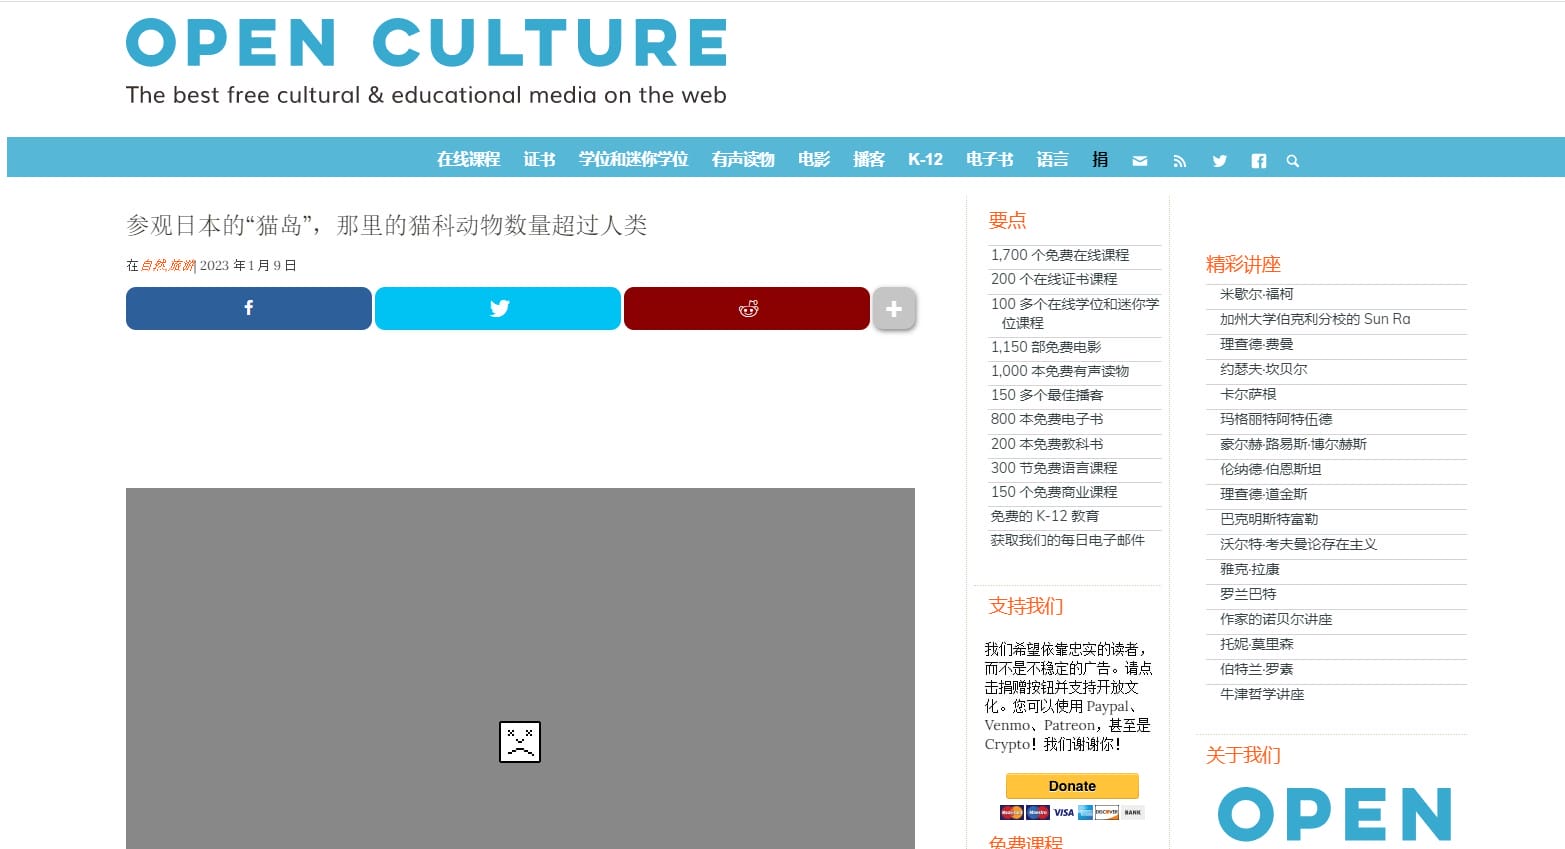 OPEN CULTURE
The best free cultural & educational media on the web
在线课程 证书 学位和迷你学位 有声读物 电影 播客 K-12 电子书 语言 捐
参观日本的“猫岛”，那里的猫科动物数量超过人类
在自然,旅游| 2023 年 1 月 9 日
要点
1,700 个免费在线课程
200 个在线证书课程
100 多个在线学位和迷你学
位课程
1,150 部免费电影
1,000 本免费有声读物
150 多个最佳播客
800 本免费电子书
200 本免费教科书
300 节免费语言课程
150 个免费商业课程
免费的 K-12 教育
获取我们的每日电子邮件
支持我们
我们希望依靠忠实的读者，
而不是不稳定的广告。请点
击捐赠按钮并支持开放文
化。您可以使用 Paypal、
Venmo、Patreon，甚至是
Crypto！我们谢谢你！
Donate
MasterCard Maestro VISA DISCOVER BANK
免费课程
精彩讲座
米歇尔·福柯
加州大学伯克利分校的 Sun Ra
理查德·费曼
约瑟夫·坎贝尔
卡尔萨根
玛格丽特阿特伍德
豪尔赫·路易斯·博尔赫斯
伦纳德·伯恩斯坦
理查德·道金斯
巴克明斯特富勒
沃尔特·考夫曼论存在主义
雅克·拉康
罗兰巴特
作家的诺贝尔讲座
托妮·莫里森
伯特兰·罗素
牛津哲学讲座
关于我们
OPEN